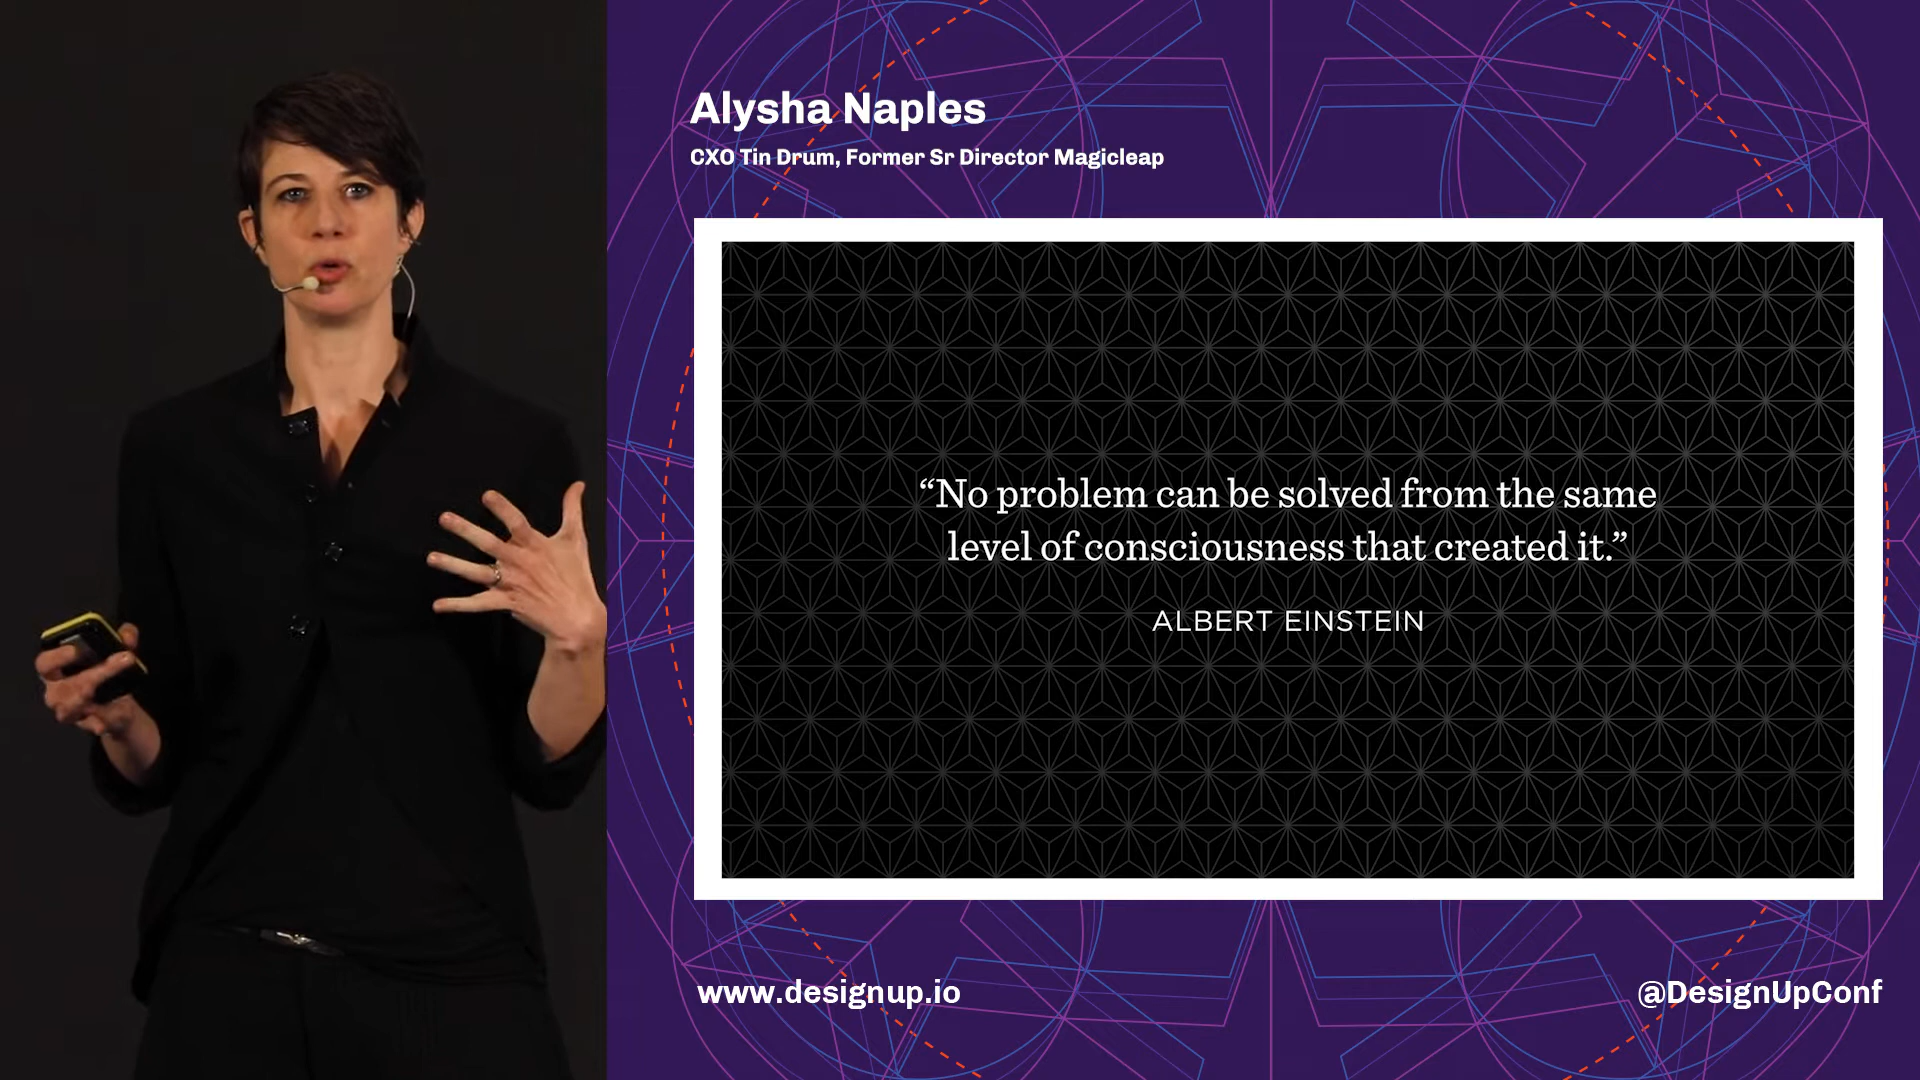 Alysha Naples
CXO Tin Drum, Former Sr Director Magicleap
“No problem can be solved from the same
level of consciousness that created it.”
ALBERT EINSTEIN
www.designup.io
@DesignUpConf